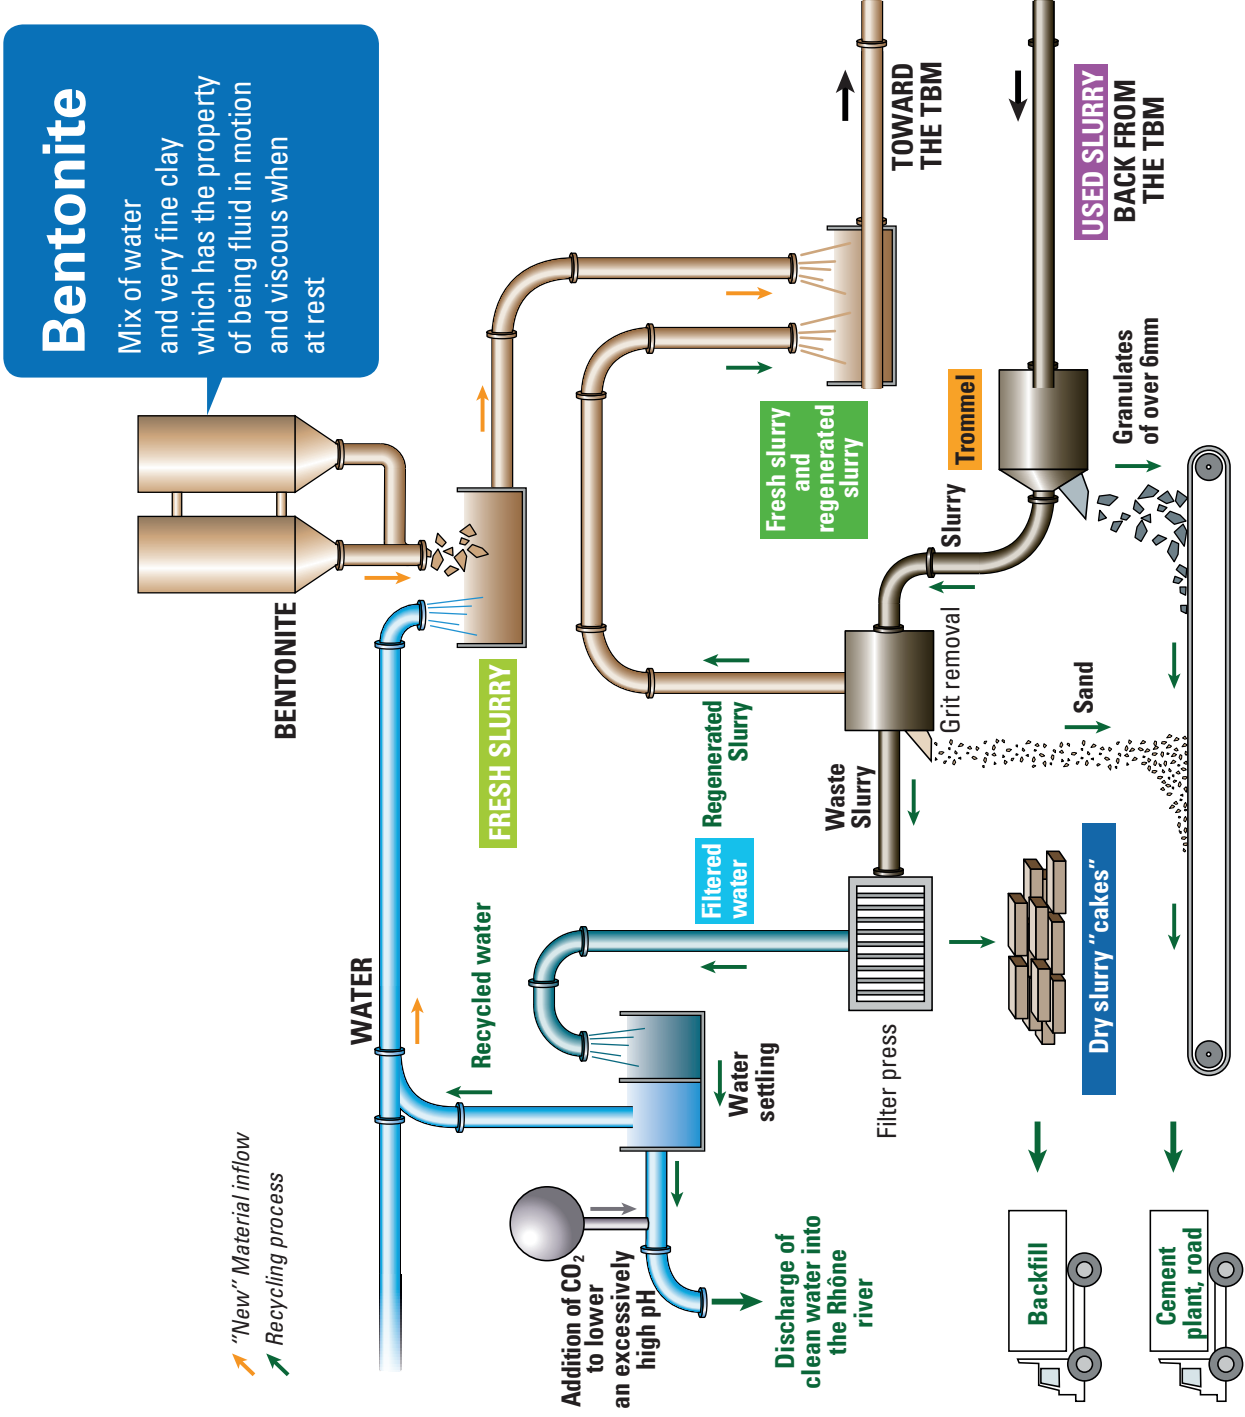 Bentonite
Mix of water
and very fine clay
which has the property
of being fluid in motion
and viscous when
at rest
"New" Material inflow
Recycling process
BENTONITE
WATER
FRESH SLURRY
Recycled water
Addition of CO₂
to lower
an excessively
high pH
Water
settling
Filtered
water
Regenerated
Slurry
Fresh slurry
and
regenerated
slurry
TOWARD
THE TBM
Discharge of
clean water into
the Rhône
river
Filter press
Waste
Slurry
Grit removal
Slurry
Trommel
USED SLURRY
BACK FROM
THE TBM
Dry slurry "cakes"
Sand
Granulates
of over 6mm
Backfill
Cement
plant, road